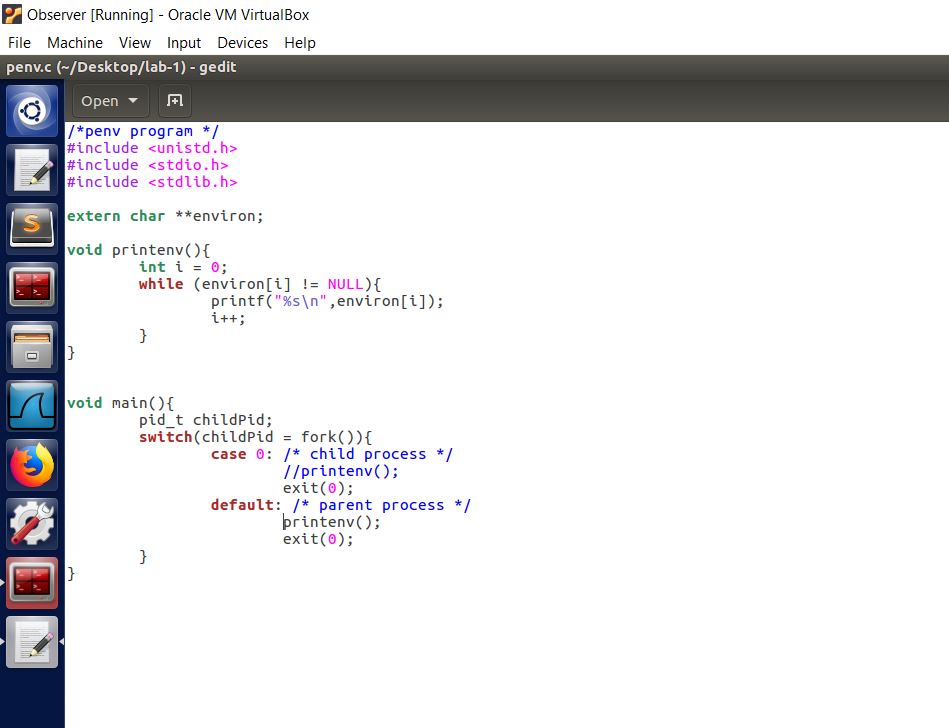 Observer [Running] - Oracle VM VirtualBox
File Machine View Input Devices Help
penv.c (~/Desktop/lab-1) - gedit
Open
/*penv program */
#include <unistd.h>
#include <stdio.h>
#include <stdlib.h>
extern char **environ;
void printenv(){
int i = 0;
while (environ[i] != NULL){
printf("%s\n",environ[i]);
i++;
}
}
void main(){
pid_t childPid;
switch(childPid = fork()){
case 0: /* child process */
//printenv();
exit(0);
default: /* parent process */
printenv();
exit(0);
}
}